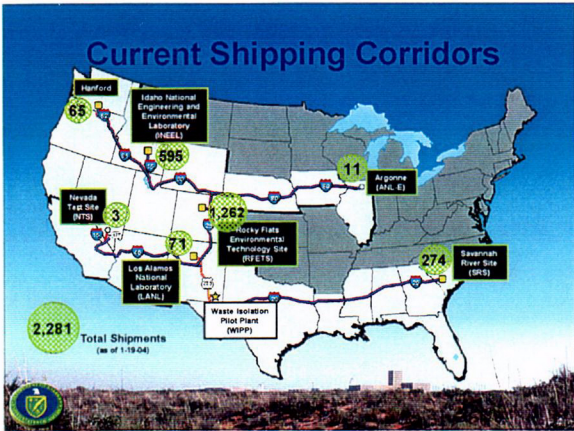 Current Shipping Corridors
Hanford
65
Idaho National
Engineering and
Environmental
Laboratory
(INEEL)
595
11
Argonne
(ANL-E)
Nevada
Test Site
(NTS)
3
1,262
Rocky Flats
Environmental
Technology Site
(RFETS)
71
Los Alamos
National
Laboratory
(LANL)
274
Savannah
River Site
(SRS)
Waste Isolation
Pilot Plant
(WIPP)
2,281
Total Shipments
(as of 1-19-04)